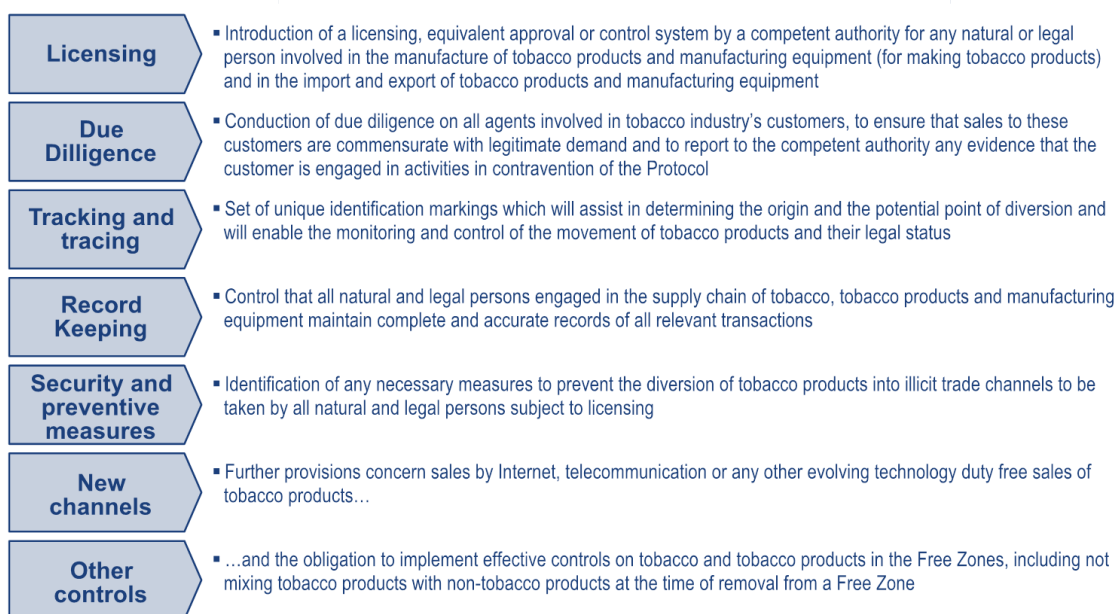 Licensing
▪ Introduction of a licensing, equivalent approval or control system by a competent authority for any natural or legal
person involved in the manufacture of tobacco products and manufacturing equipment (for making tobacco products)
and in the import and export of tobacco products and manufacturing equipment
Due
Dilligence
▪ Conduction of due diligence on all agents involved in tobacco industry's customers, to ensure that sales to these
customers are commensurate with legitimate demand and to report to the competent authority any evidence that the
customer is engaged in activities in contravention of the Protocol
Tracking and
tracing
▪ Set of unique identification markings which will assist in determining the origin and the potential point of diversion and
will enable the monitoring and control of the movement of tobacco products and their legal status
Record
Keeping
▪ Control that all natural and legal persons engaged in the supply chain of tobacco, tobacco products and manufacturing
equipment maintain complete and accurate records of all relevant transactions
Security and
preventive
measures
▪ Identification of any necessary measures to prevent the diversion of tobacco products into illicit trade channels to be
taken by all natural and legal persons subject to licensing
New
channels
▪ Further provisions concern sales by Internet, telecommunication or any other evolving technology duty free sales of
tobacco products…
Other
controls
▪ …and the obligation to implement effective controls on tobacco and tobacco products in the Free Zones, including not
mixing tobacco products with non-tobacco products at the time of removal from a Free Zone